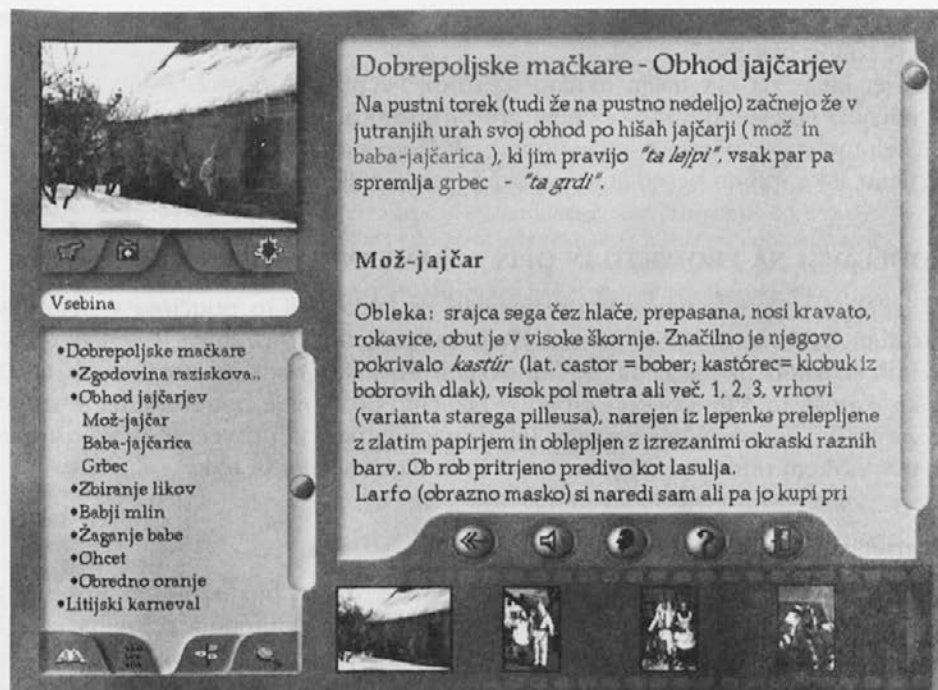 Dobrepoljske mačkare - Obhod jajčarjev
Na pustni torek (tudi že na pustno nedeljo) začnejo že v
jutranjih urah svoj obhod po hišah jajčarji ( mož in
baba-jajčarica ), ki jim pravijo "ta lejpi", vsak par pa
spremlja grbec - "ta grdi".
Mož-jajčar
Obleka: srajca sega čez hlače, prepasana, nosi kravato,
rokavice, obut je v visoke škornje. Značilno je njegovo
pokrivalo kastúr (lat. castor = bober; kastórec= klobuk iz
bobrovih dlak), visok pol metra ali več, 1, 2, 3, vrhovi
(varianta starega pilleusa), narejen iz lepenke prelepljene
z zlatim papirjem in oblepljen z izrezanimi okraski raznih
barv. Ob rob pritrjeno predivo kot lasulja.
Larfo (obrazno masko) si naredi sam ali pa jo kupi pri
Vsebina
Dobrepoljske mačkare
Zgodovina raziskova..
Obhod jajčarjev
Mož-jajčar
Baba-jajčarica
Grbec
Zbiranje likov
Babji mlin
Žaganje babe
Ohcet
Obredno oranje
Litijski karneval
?